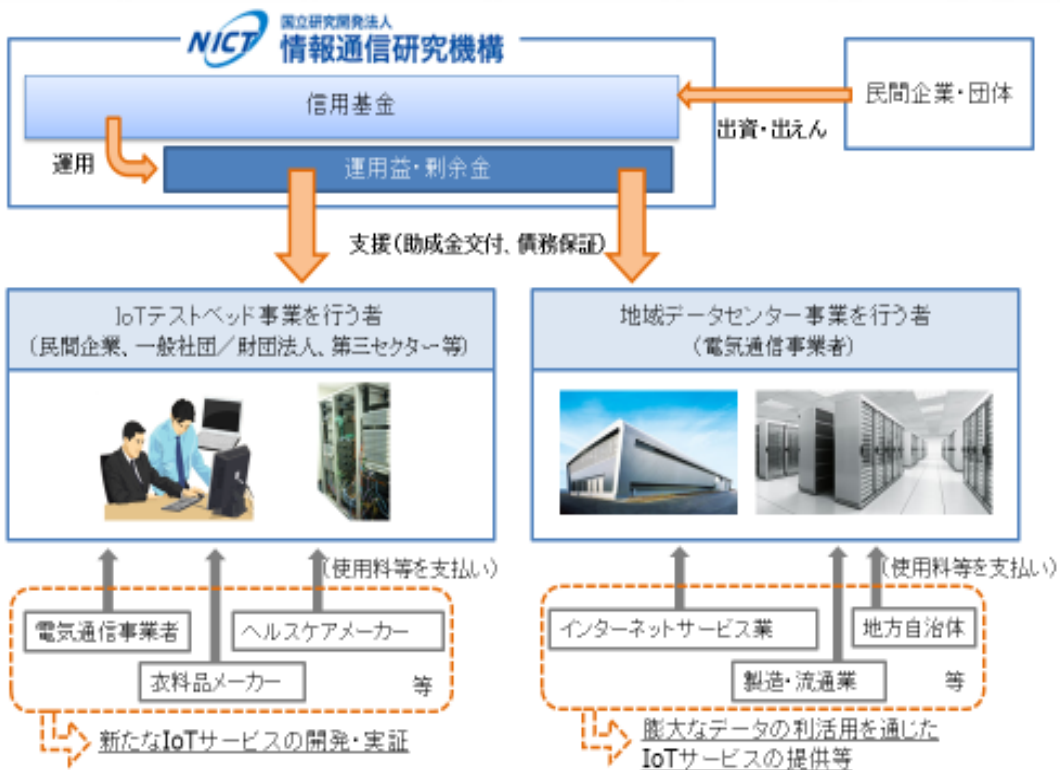 NICT
国立研究開発法人
情報通信研究機構
信用基金
民間企業・団体
出資・出えん
運用
運用益・剰余金
支援(助成金交付、債務保証)
IoTテストベッド事業を行う者
(民間企業、一般社団/財団法人、第三セクター等)
地域データセンター事業を行う者
(電気通信事業者)
(使用料等を支払い)
電気通信事業者
ヘルスケアメーカー
衣料品メーカー
等
新たなIoTサービスの開発・実証
(使用料等を支払い)
インターネットサービス業
地方自治体
製造・流通業
等
膨大なデータの利活用を通じた
IoTサービスの提供等